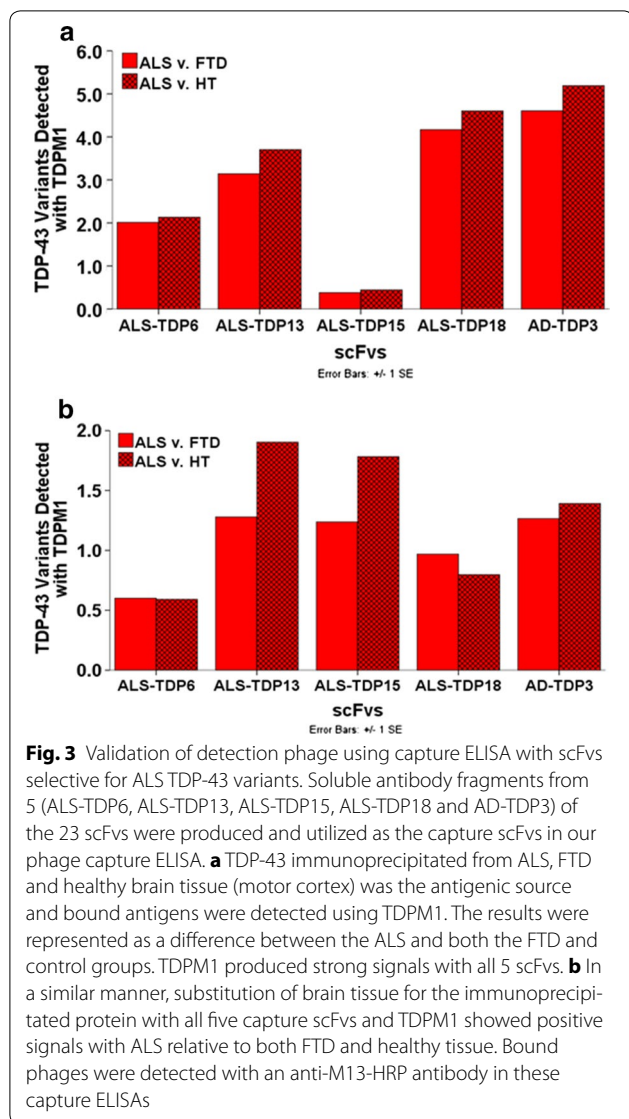 a
ALS v. FTD
ALS v. HT
TDP-43 Variants Detected
with TDPM1
6.0
5.0
4.0
3.0
2.0
1.0
0.0
ALS-TDP6 ALS-TDP13 ALS-TDP15 ALS-TDP18 AD-TDP3
scFvs
Error Bars: +/- 1 SE
b
ALS v. FTD
ALS v. HT
TDP-43 Variants Detected
with TDPM1
2.0
1.5
1.0
0.5
0.0
ALS-TDP6 ALS-TDP13 ALS-TDP15 ALS-TDP18 AD-TDP3
scFvs
Error Bars: +/- 1 SE
Fig. 3 Validation of detection phage using capture ELISA with scFvs
selective for ALS TDP-43 variants. Soluble antibody fragments from
5 (ALS-TDP6, ALS-TDP13, ALS-TDP15, ALS-TDP18 and AD-TDP3) of
the 23 scFvs were produced and utilized as the capture scFvs in our
phage capture ELISA. a TDP-43 immunoprecipitated from ALS, FTD
and healthy brain tissue (motor cortex) was the antigenic source
and bound antigens were detected using TDPM1. The results were
represented as a difference between the ALS and both the FTD and
control groups. TDPM1 produced strong signals with all 5 scFvs. b In
a similar manner, substitution of brain tissue for the immunoprecipi-
tated protein with all five capture scFvs and TDPM1 showed positive
signals with ALS relative to both FTD and healthy tissue. Bound
phages were detected with an anti-M13-HRP antibody in these
capture ELISAs